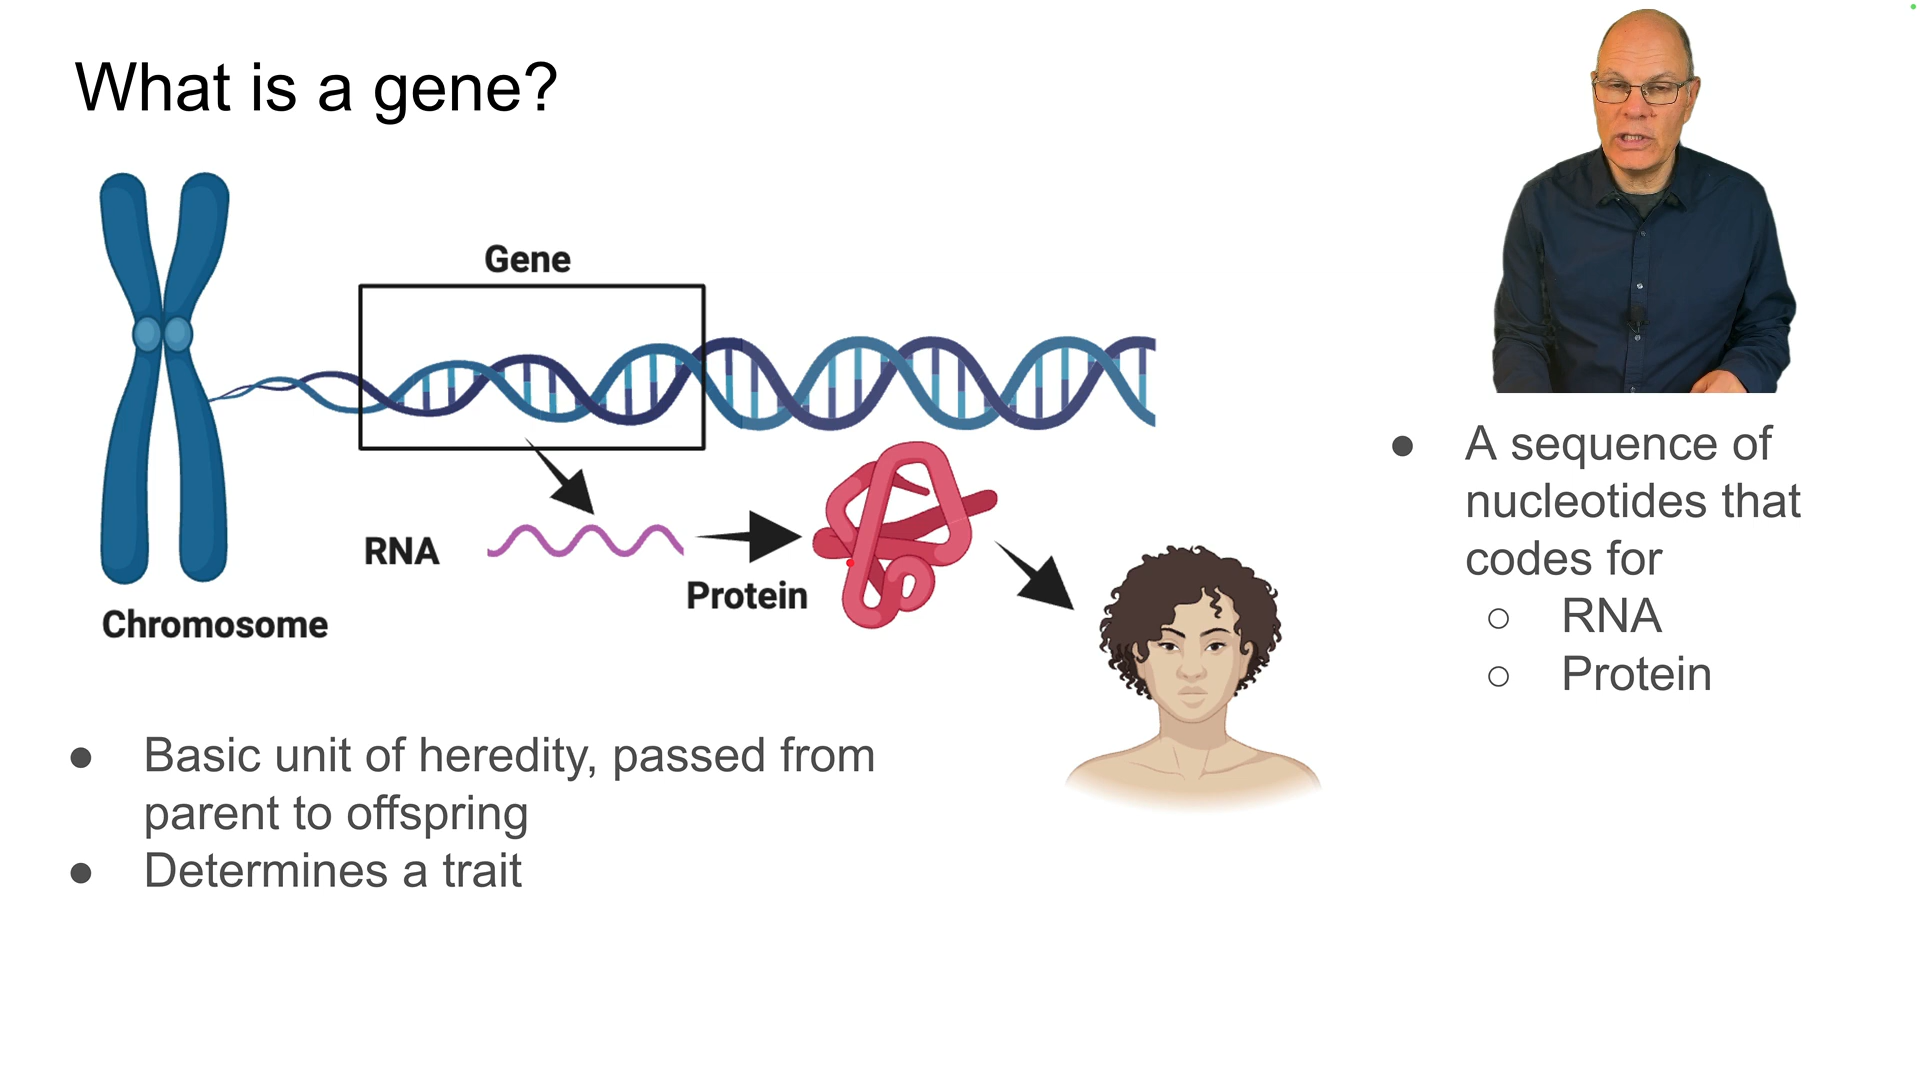 What is a gene?
Gene
RNA
Protein
Chromosome
● Basic unit of heredity, passed from
parent to offspring
● Determines a trait
● A sequence of
nucleotides that
codes for
○ RNA
○ Protein